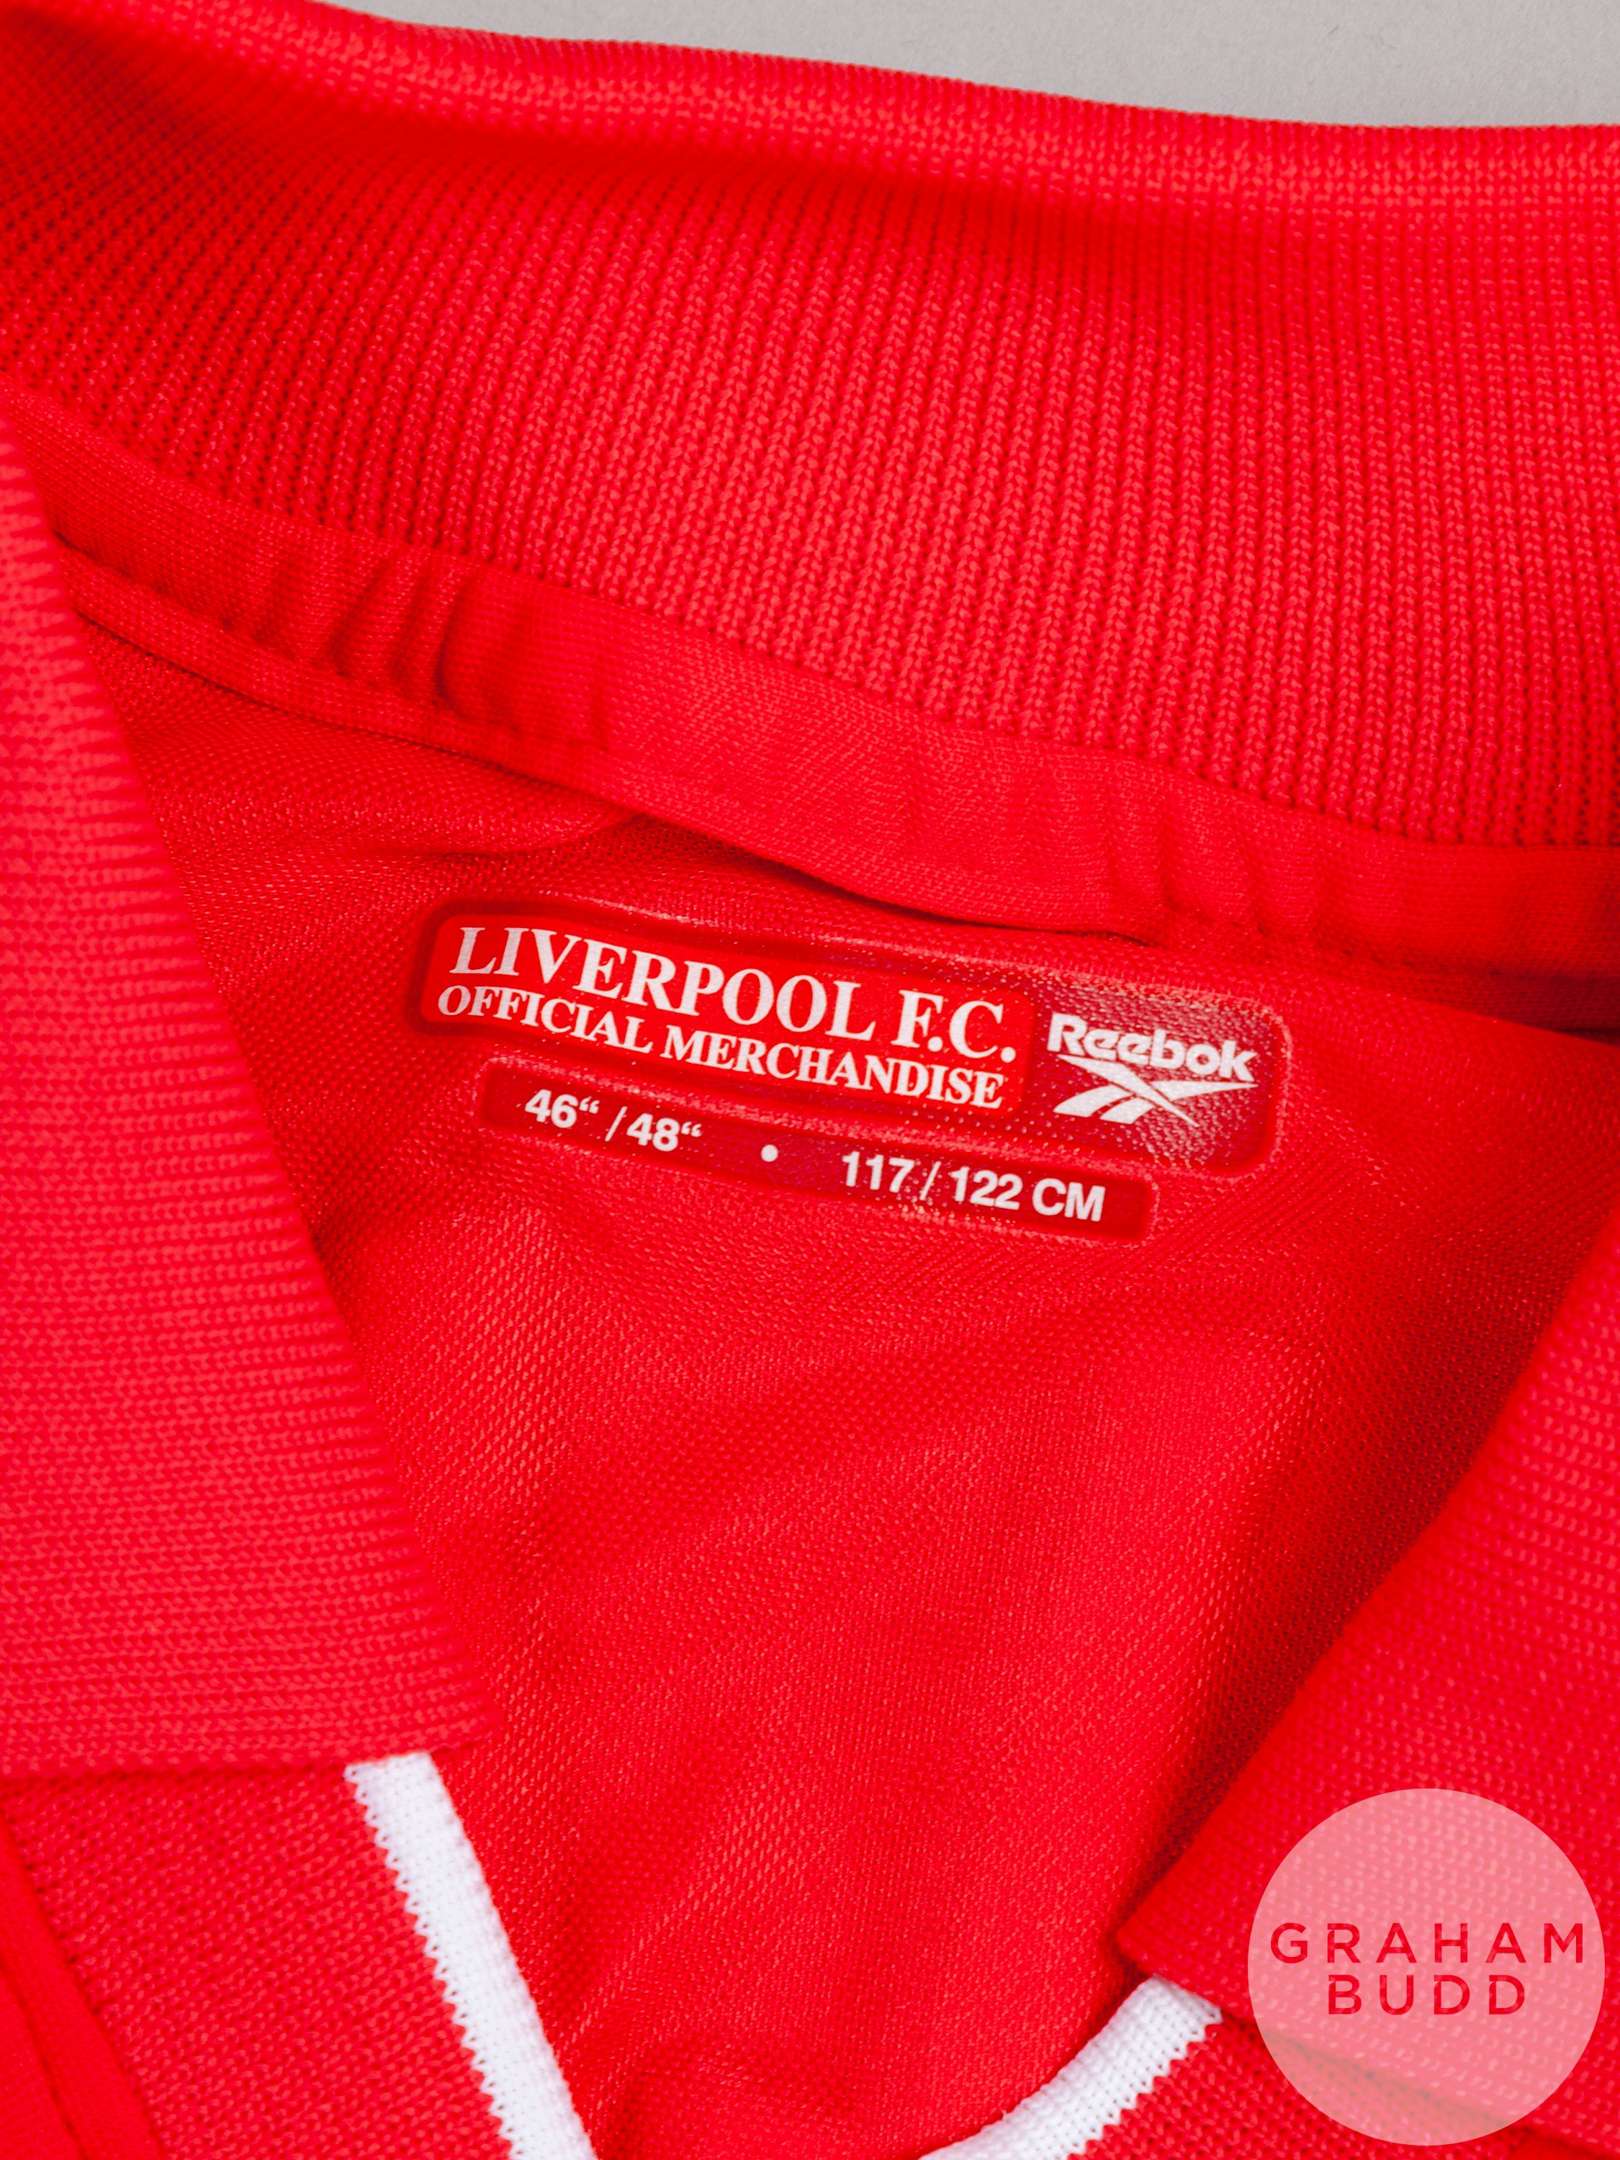 LIVERPOOL F.C.
OFFICIAL MERCHANDISE
Reebok
46“ / 48“ • 117 / 122 CM
GRAHAM
BUDD